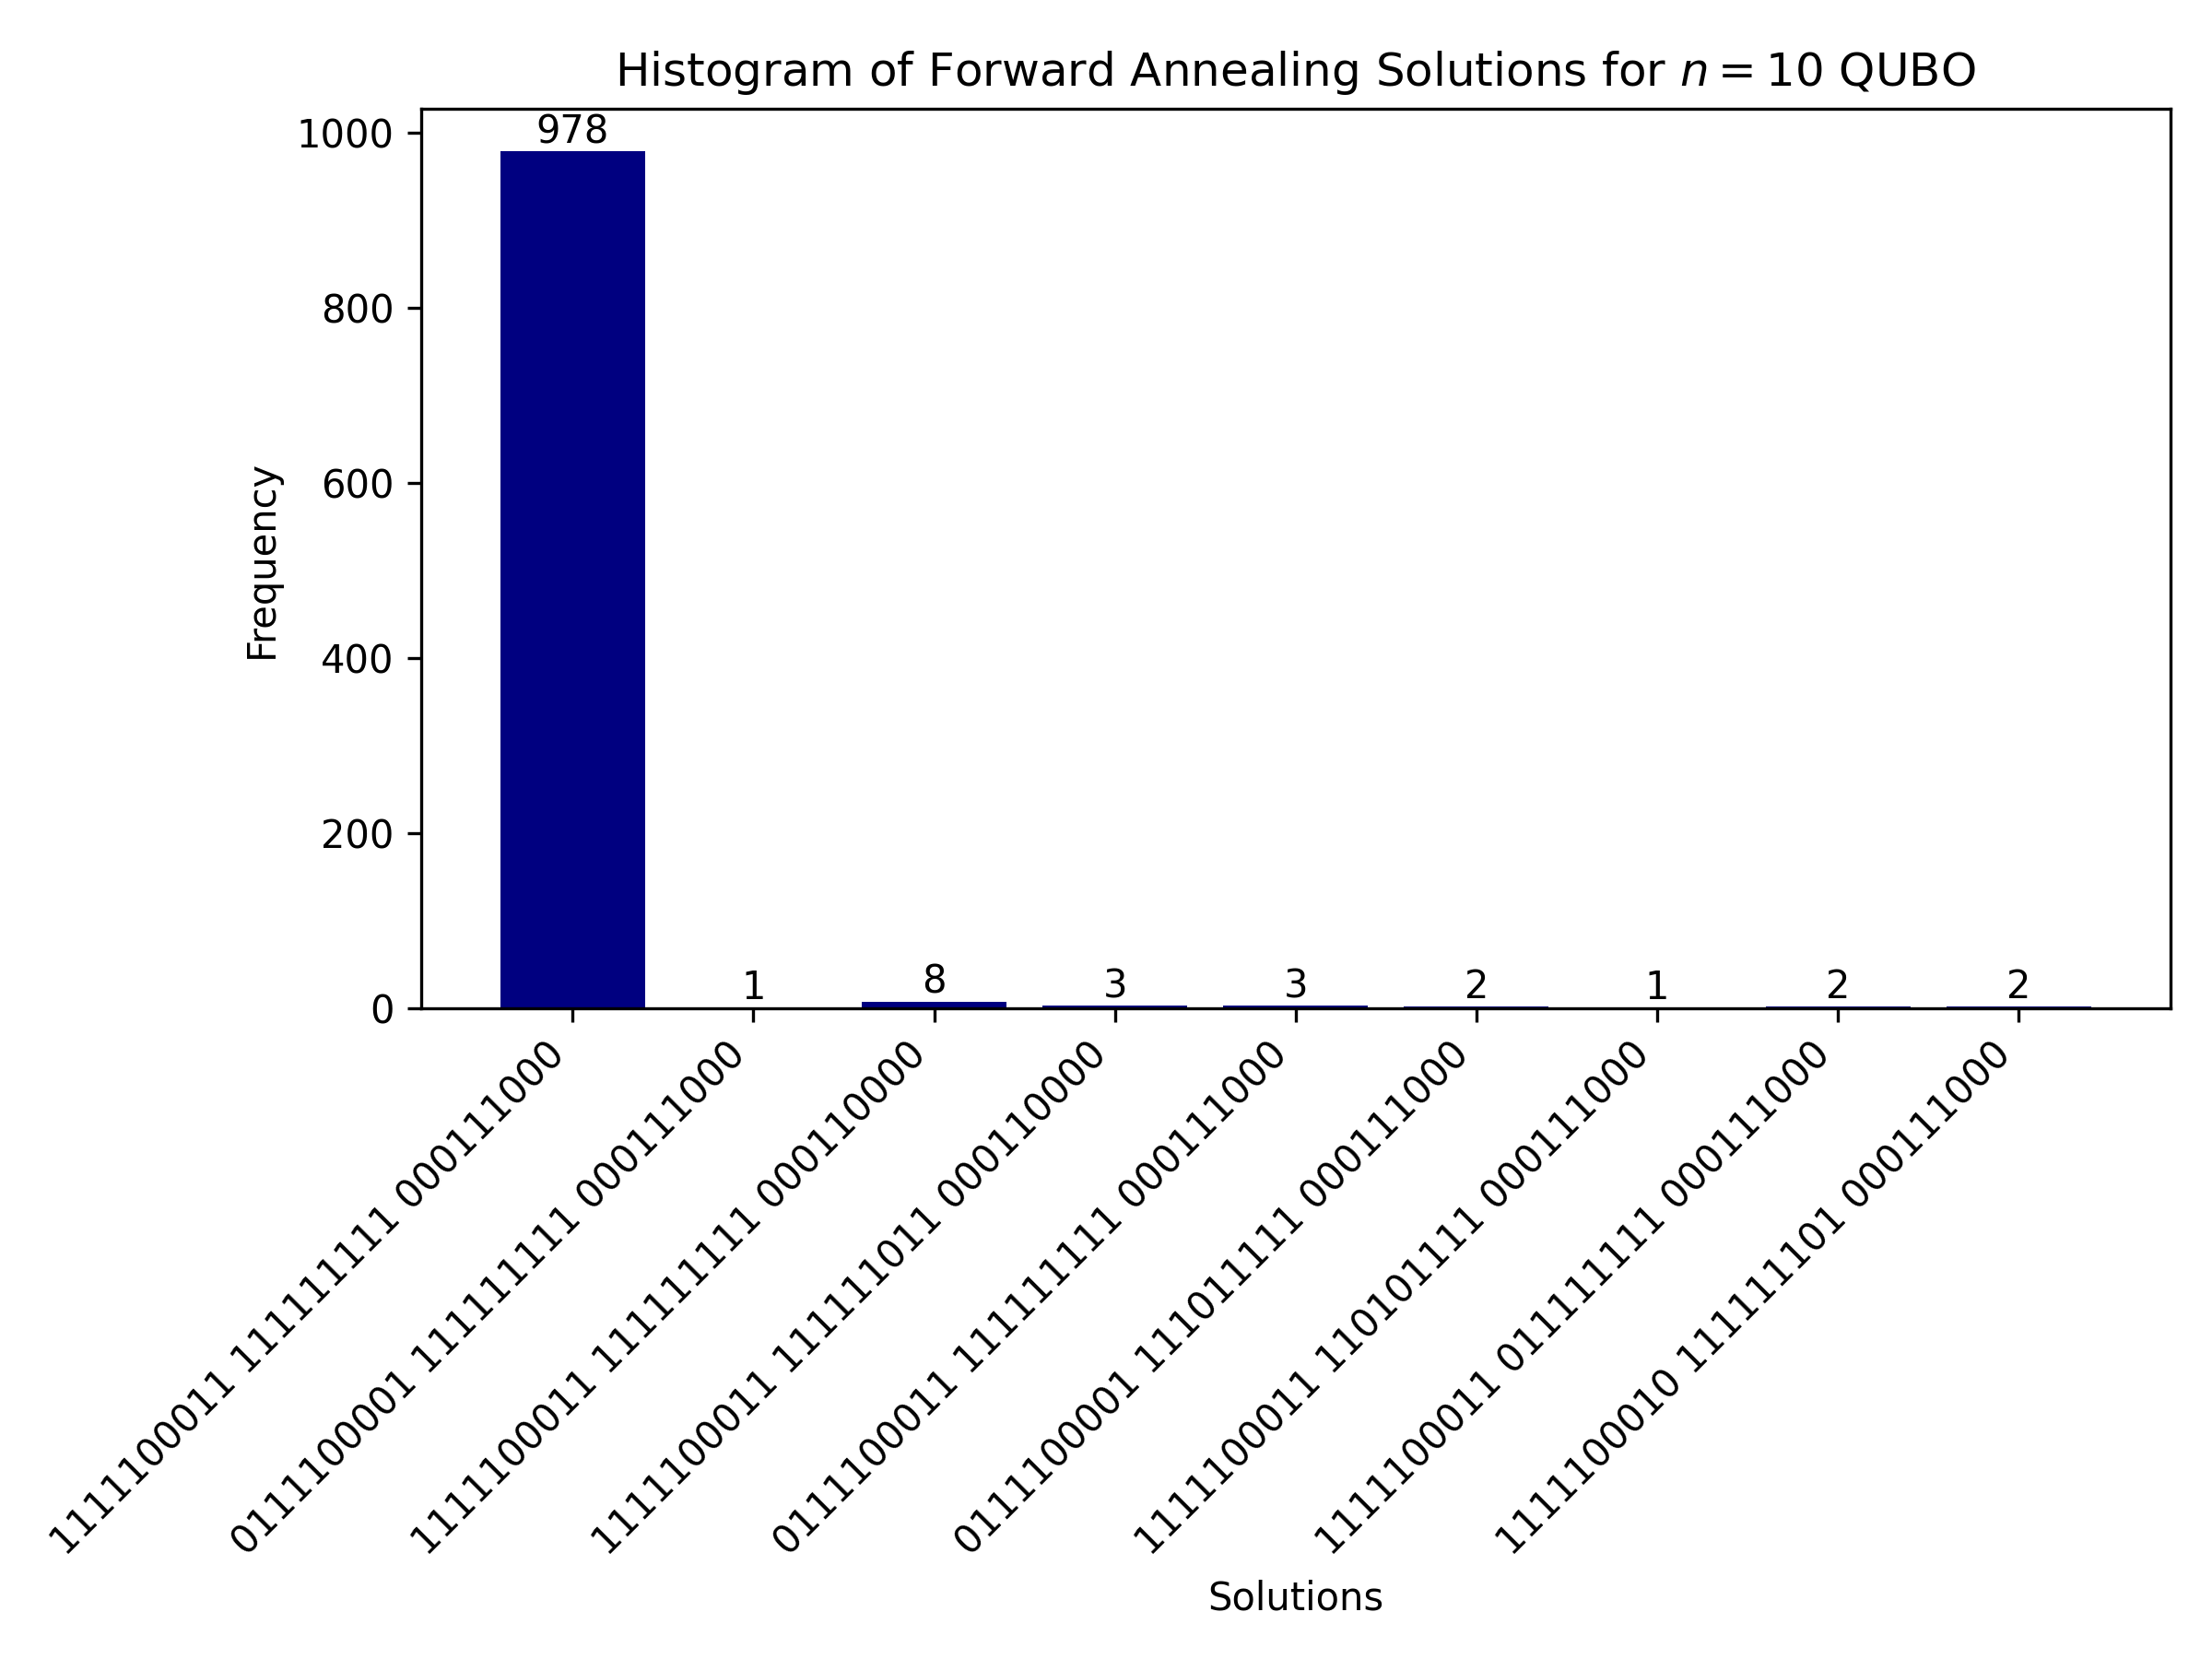 Histogram of Forward Annealing Solutions for n = 10 QUBO
1000
800
600
400
200
0
Frequency
978
1
8
3
3
2
1
2
2
1111100011 111111111 000111000
0111100001 111111111 000111000
1111100011 111111111 000110000
1111100011 111111011 000110000
0111100011 111111111 000111000
0111100001 111011111 000111000
1111100011 110101111 000111000
1111100011 011111111 000111000
1111100010 111111101 000111000
Solutions